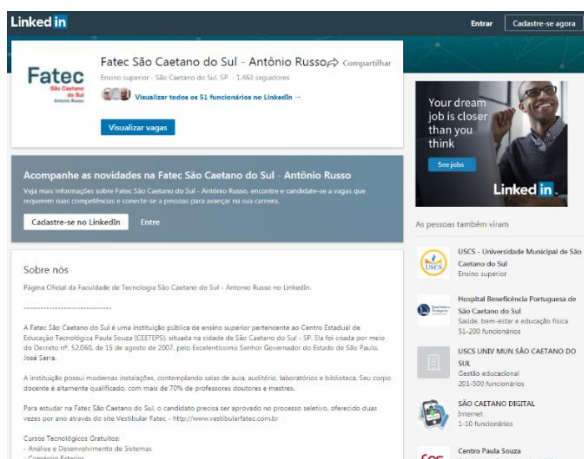 Linked in
Entrar
Cadastre-se agora
Fatec
São Caetano
do Sul
Antonio Russo
Fatec São Caetano do Sul - Antônio Russo
Compartilhar
Ensino superior - São Caetano do Sul, SP · 1.463 seguidores
Visualizar todos os 51 funcionários no LinkedIn →
Visualizar vagas
Acompanhe as novidades na Fatec São Caetano do Sul - Antônio Russo
Veja mais informações sobre Fatec São Caetano do Sul - Antônio Russo, encontre e candidate-se a vagas que
requerem suas competências e conecte-se a pessoas para avançar na sua carreira.
Cadastre-se no LinkedIn
Entre
Sobre nós
Página Oficial da Faculdade de Tecnologia São Caetano do Sul - Antonio Russo no LinkedIn.
------------------------------
A Fatec São Caetano do Sul é uma instituição pública de ensino superior pertencente ao Centro Estadual de
Educação Tecnológica Paula Souza (CEETEPS), situada na cidade de São Caetano do Sul - SP. Ela foi criada por meio
do Decreto nº. 52.060, de 15 de agosto de 2007, pelo Excelentíssimo Senhor Governador do Estado de São Paulo,
José Serra.
A instituição possui modernas instalações, contemplando salas de aula, auditório, laboratórios e biblioteca. Seu corpo
docente é altamente qualificado, com mais de 70% de professores doutores e mestres.
Para estudar na Fatec São Caetano do Sul, o candidato precisa ser aprovado no processo seletivo, oferecido duas
vezes por ano através do site Vestibular Fatec - http://www.vestibularfatec.com.br
Cursos Tecnológicos Gratuitos:
- Análise e Desenvolvimento de Sistemas
- Comércio Exterior
Your dream
job is closer
than you
think
See jobs
Linked in
As pessoas também viram
USCS
USCS - Universidade Municipal de São
Caetano do Sul
Ensino superior
Hospital Beneficência Portuguesa de
São Caetano do Sul
Saúde, bem-estar e educação física
51-200 funcionários
USCS UNIV MUN SÃO CAETANO DO
SUL
Gestão educacional
201-500 funcionários
SÃO CAETANO DIGITAL
Internet
1-10 funcionários
Centro Paula Souza